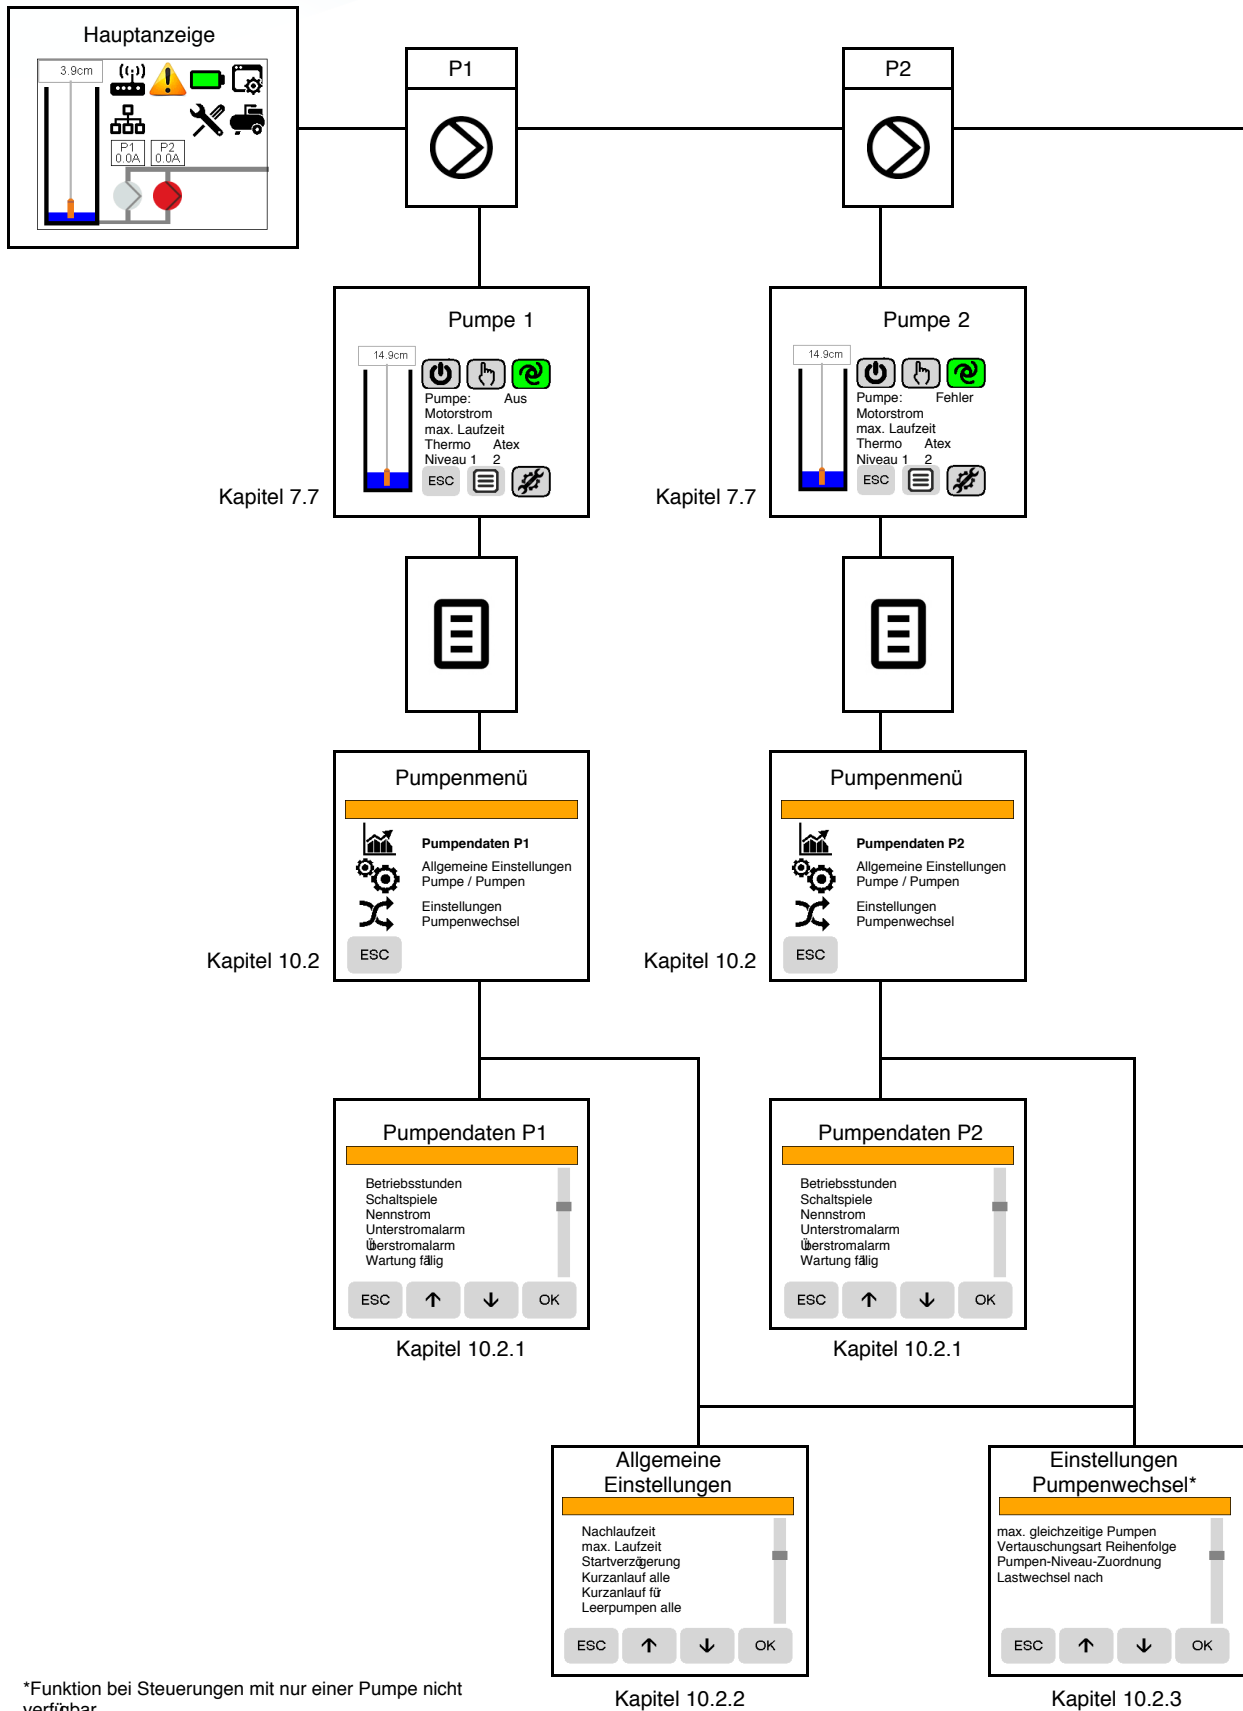 Hauptanzeige
3.9cm
P1
0.0A
P2
0.0A
P1
P2
Pumpe 1
14.9cm
Pumpe: Aus
Motorstrom
max. Laufzeit
Thermo Atex
Niveau 1 2
ESC
Kapitel 7.7
Pumpe 2
14.9cm
Pumpe: Fehler
Motorstrom
max. Laufzeit
Thermo Atex
Niveau 1 2
ESC
Kapitel 7.7
Pumpenmenü
Pumpendaten P1
Allgemeine Einstellungen
Pumpe / Pumpen
Einstellungen
Pumpenwechsel
ESC
Kapitel 10.2
Pumpenmenü
Pumpendaten P2
Allgemeine Einstellungen
Pumpe / Pumpen
Einstellungen
Pumpenwechsel
ESC
Kapitel 10.2
Pumpendaten P1
Betriebsstunden
Schaltspiele
Nennstrom
Unterstromalarm
Überstromalarm
Wartung fällig
ESC ↑ ↓ OK
Kapitel 10.2.1
Pumpendaten P2
Betriebsstunden
Schaltspiele
Nennstrom
Unterstromalarm
Überstromalarm
Wartung fällig
ESC ↑ ↓ OK
Kapitel 10.2.1
Allgemeine
Einstellungen
Nachlaufzeit
max. Laufzeit
Startverzögerung
Kurzanlauf alle
Kurzanlauf für
Leerpumpen alle
ESC ↑ ↓ OK
Kapitel 10.2.2
Einstellungen
Pumpenwechsel*
max. gleichzeitige Pumpen
Vertauschungsart Reihenfolge
Pumpen-Niveau-Zuordnung
Lastwechsel nach
ESC ↑ ↓ OK
Kapitel 10.2.3
*Funktion bei Steuerungen mit nur einer Pumpe nicht
verfügbar